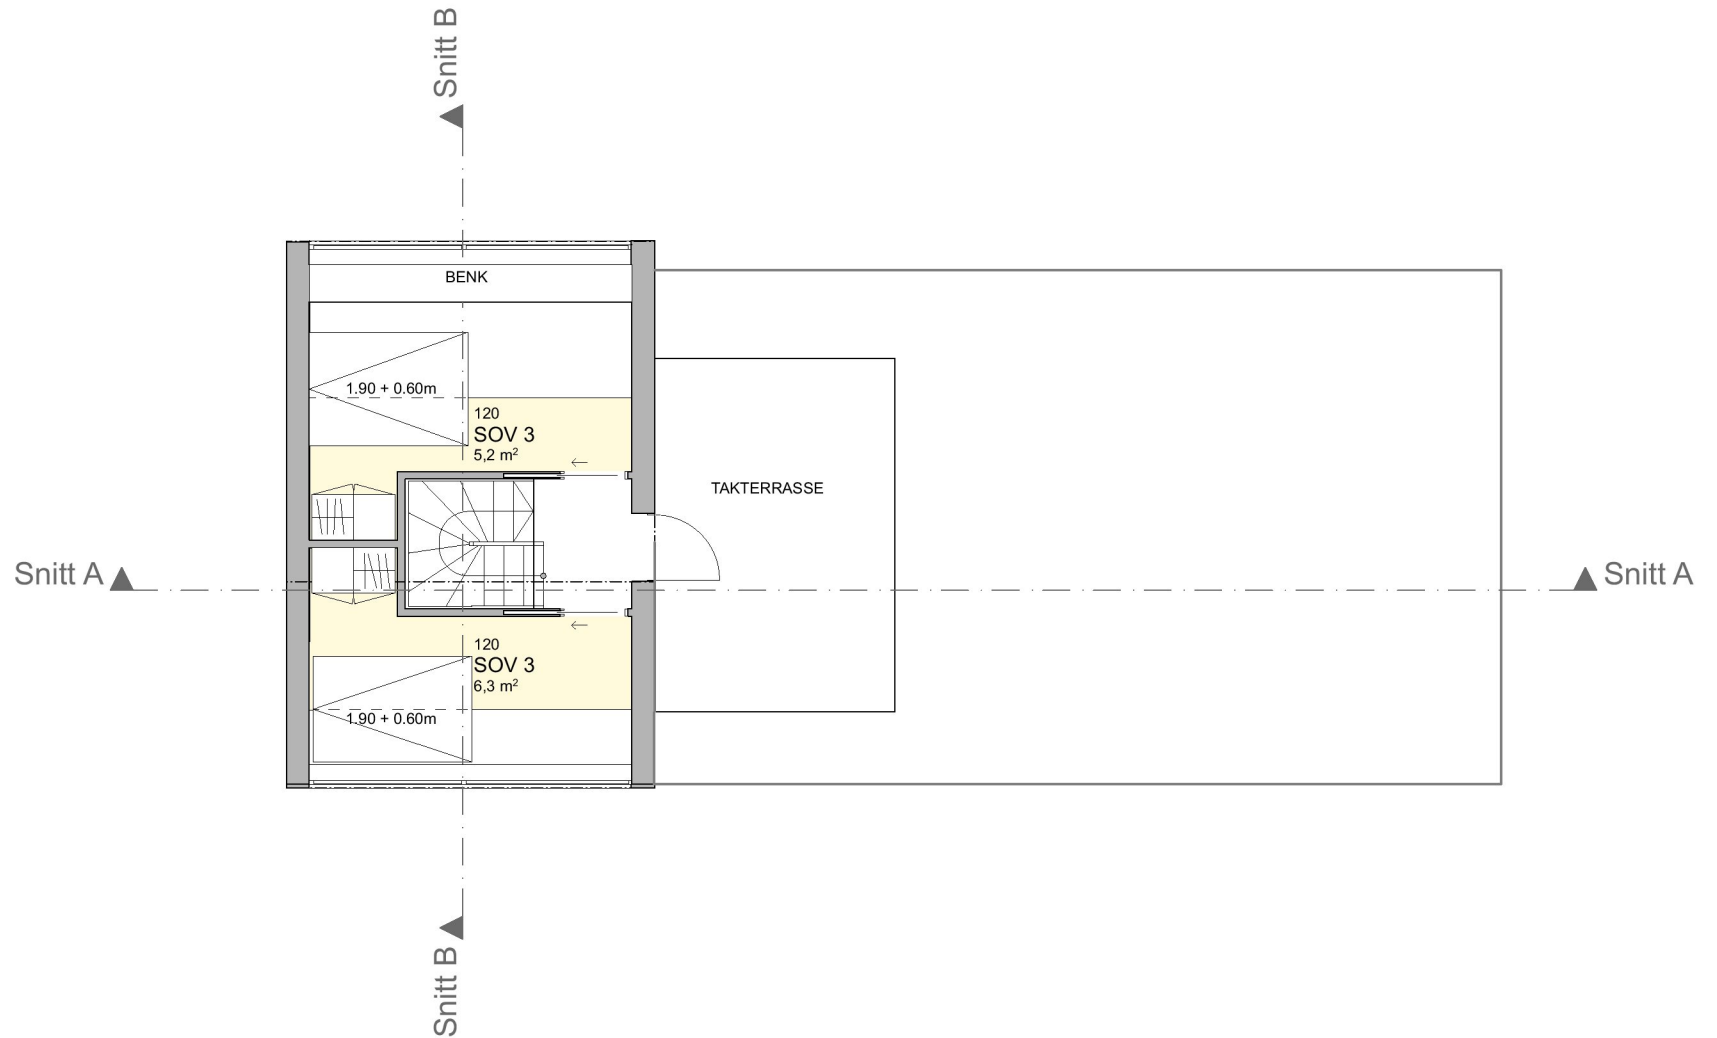 Snitt B
BENK
1.90 + 0.60m
120
SOV 3
5,2 m²
TAKTERRASSE
Snitt A
Snitt A
120
SOV 3
6,3 m²
1.90 + 0.60m
Snitt B